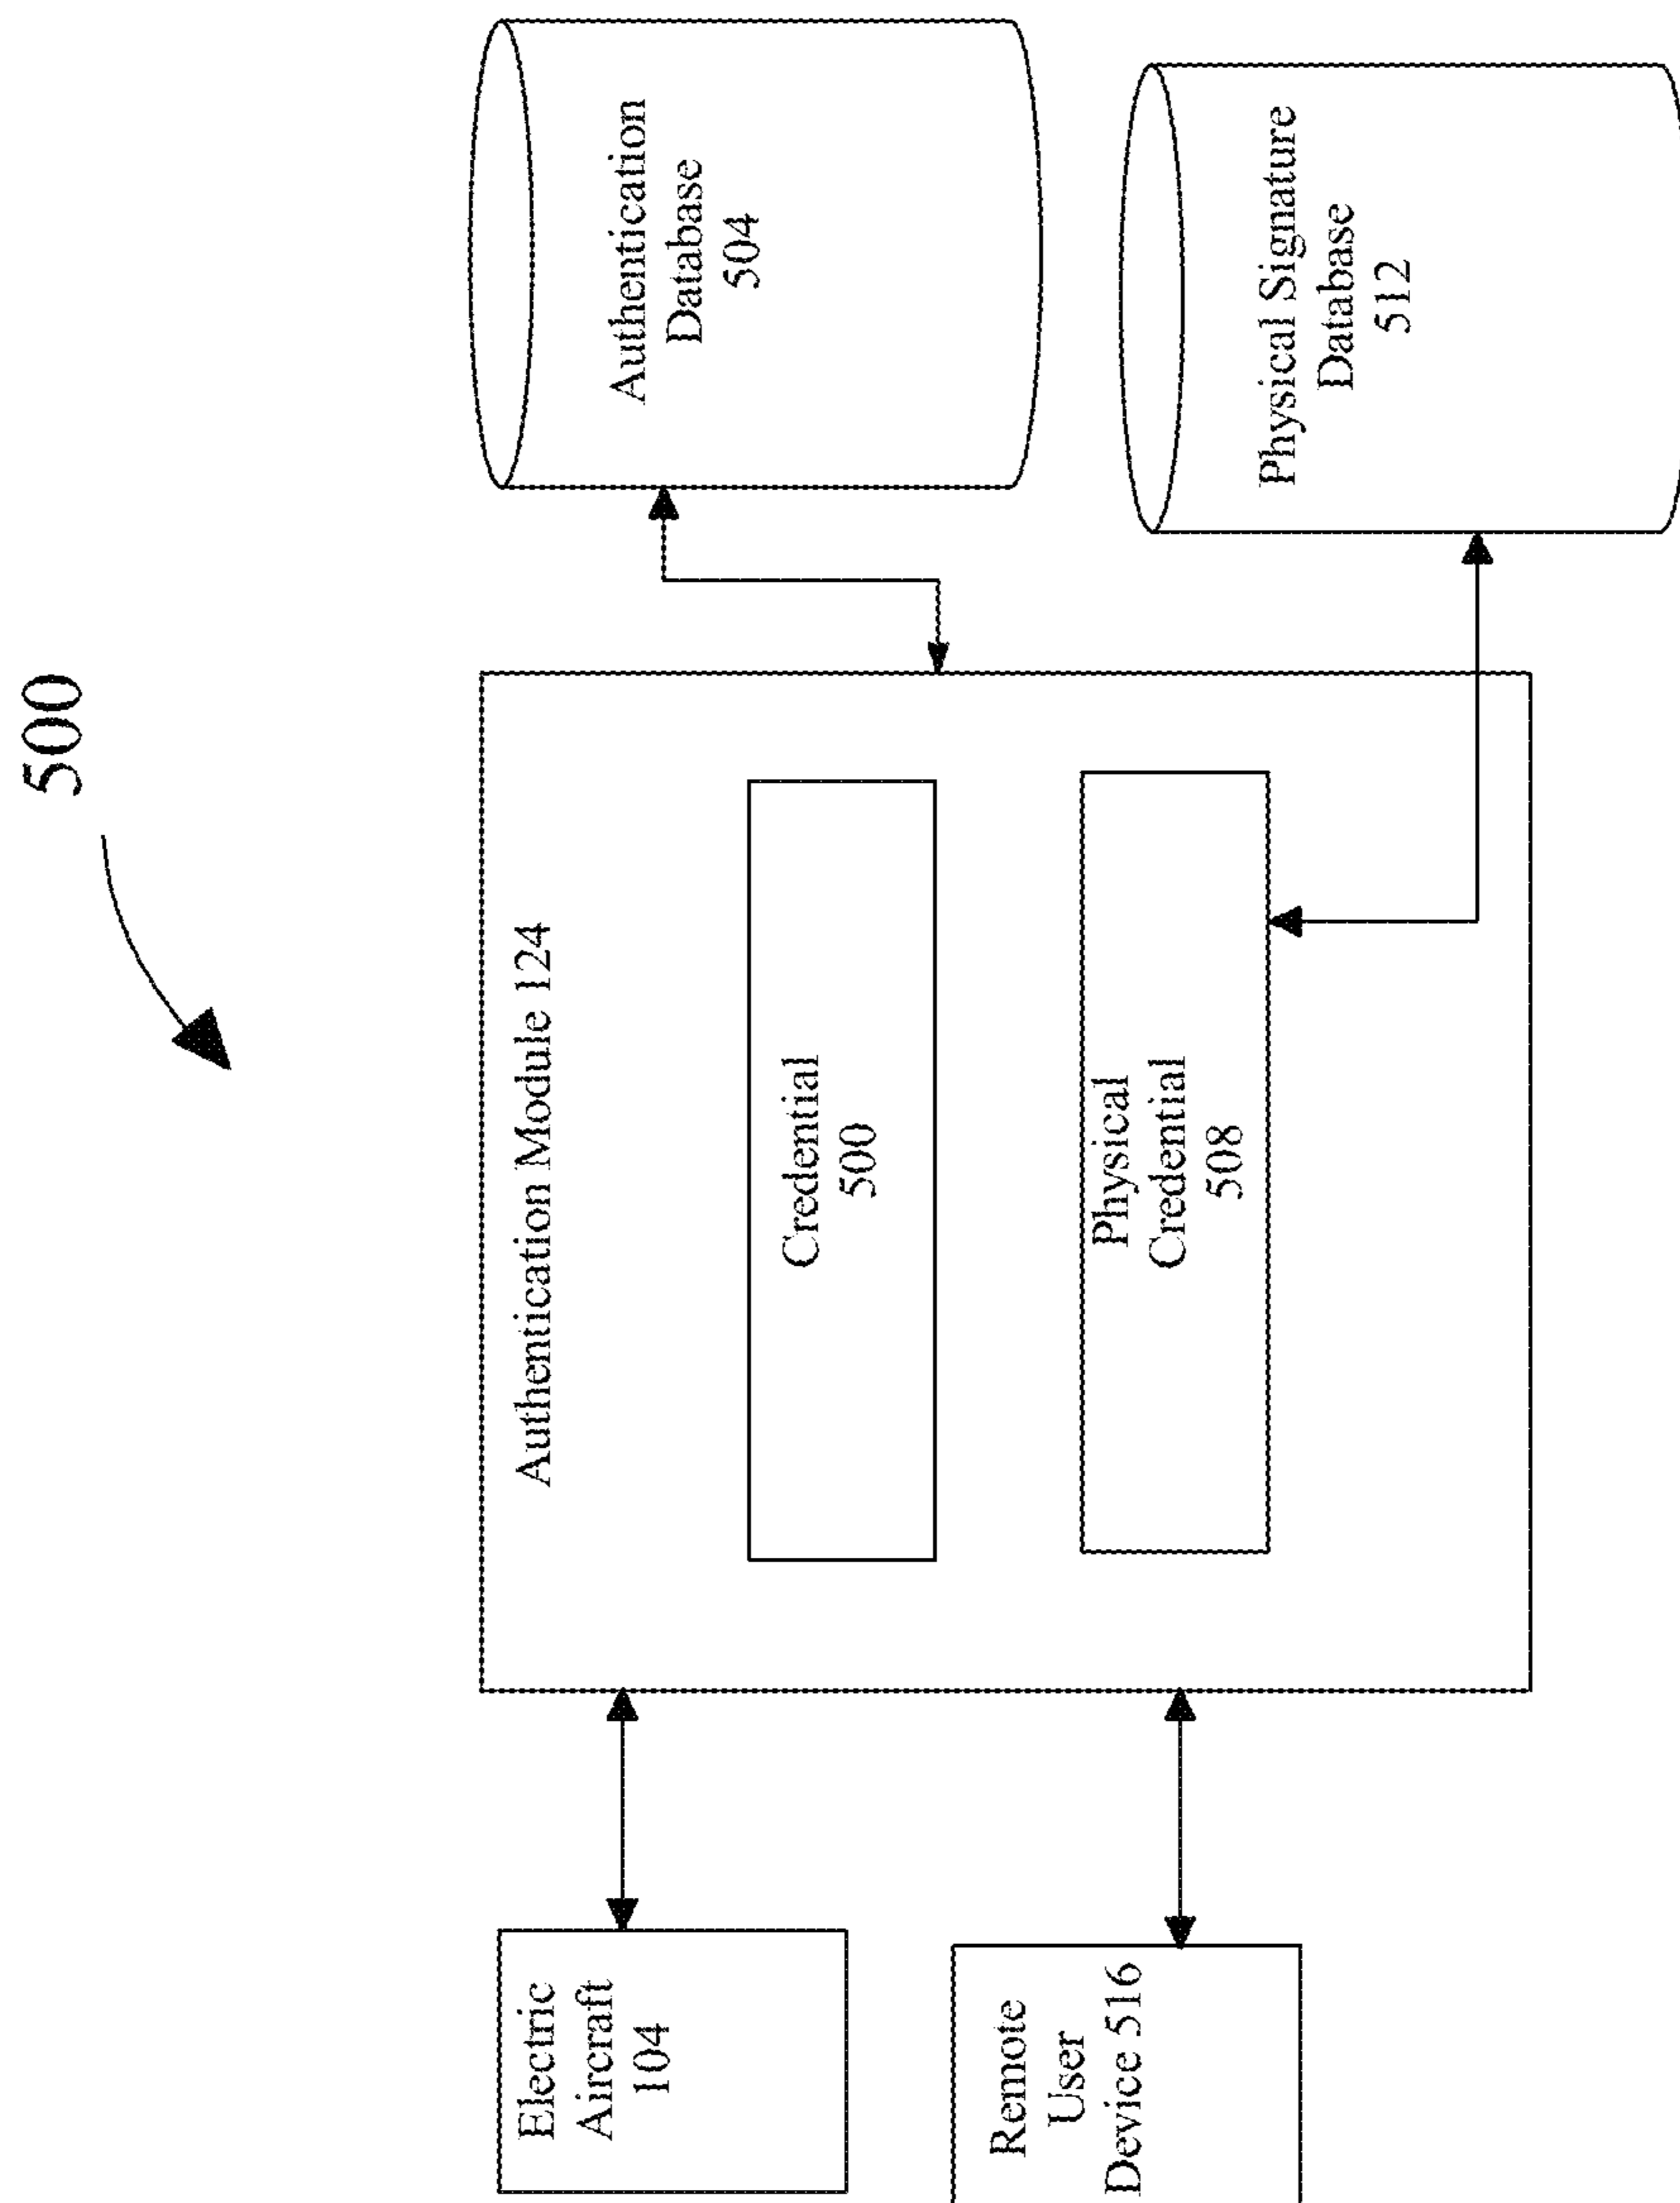 500
Electric
Aircraft
104
Remote
User
Device 516
Authentication Module 124
Credential
500
Physical
Credential
508
Authentication
Database
504
Physical Signature
Database
512